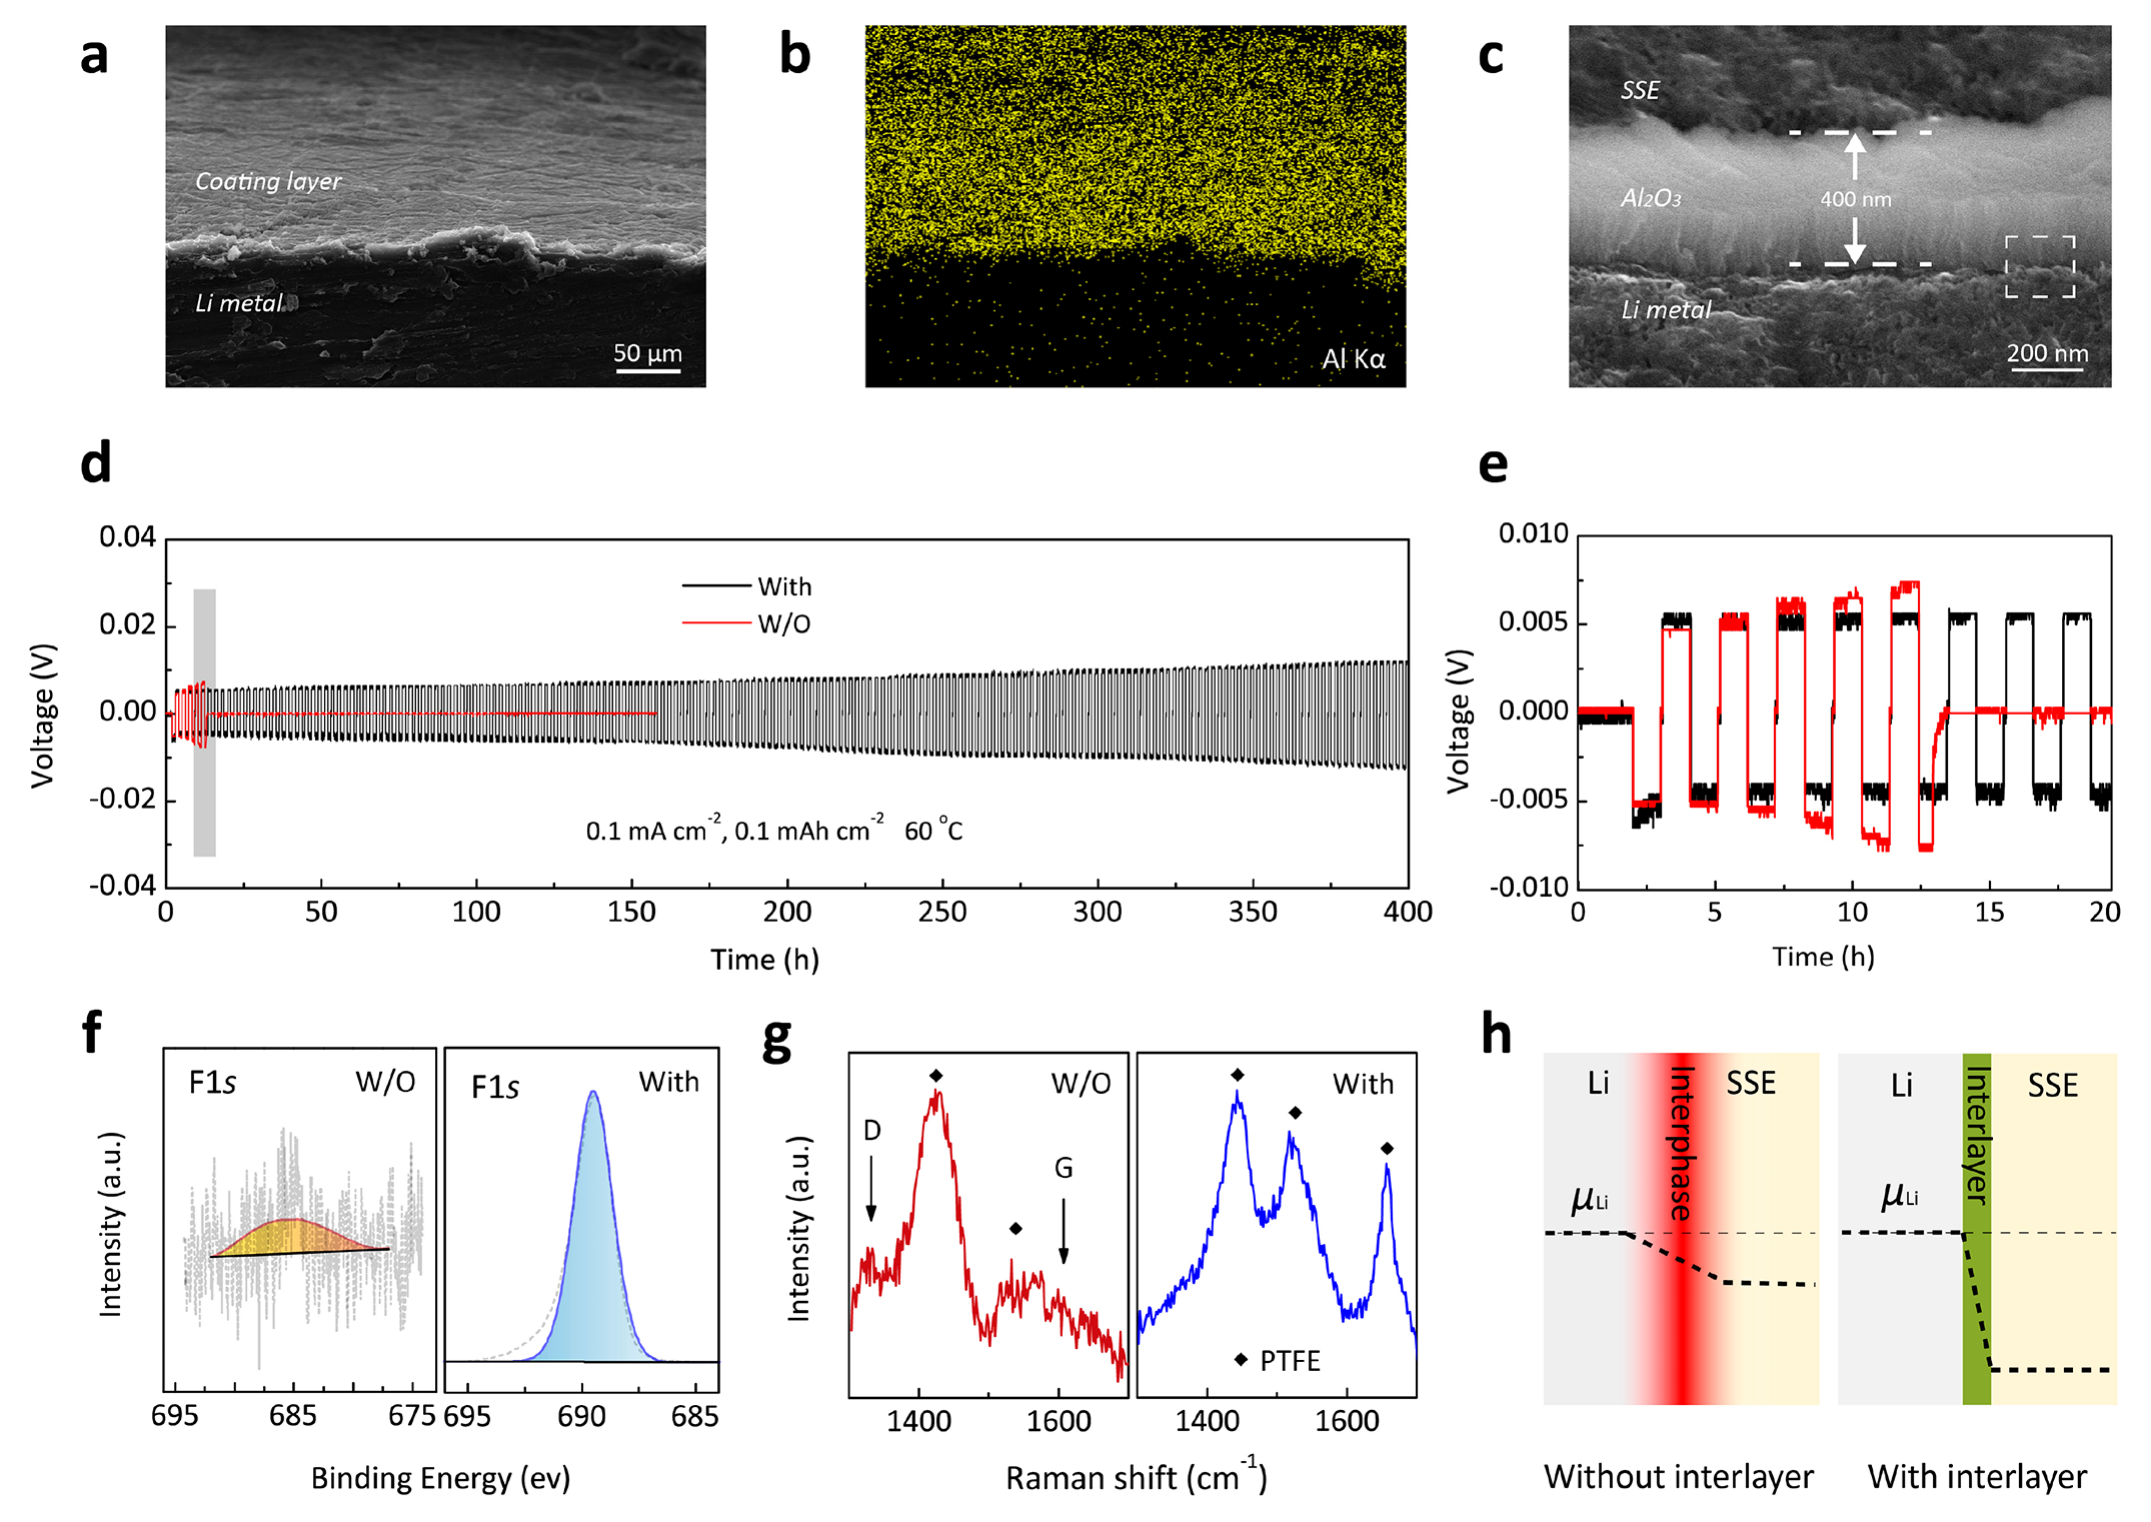 a
b
c
Coating layer
Li metal
50 μm
Al Kα
SSE
Al2O3
400 nm
Li metal
200 nm
d
e
0.04
0.02
0.00
-0.02
-0.04
Voltage (V)
With
W/O
0.1 mA cm-2, 0.1 mAh cm-2 60 oC
0 50 100 150 200 250 300 350 400
Time (h)
0.010
0.005
0.000
-0.005
-0.010
Voltage (V)
0 5 10 15 20
Time (h)
f
g
h
F1s W/O
F1s With
Intensity (a.u.)
695 685 675 695 690 685
Binding Energy (ev)
W/O
With
D
G
Intensity (a.u.)
◆ PTFE
1400 1600 1400 1600
Raman shift (cm-1)
Li Interphase SSE
μLi
Without interlayer
Li Interlayer SSE
μLi
With interlayer